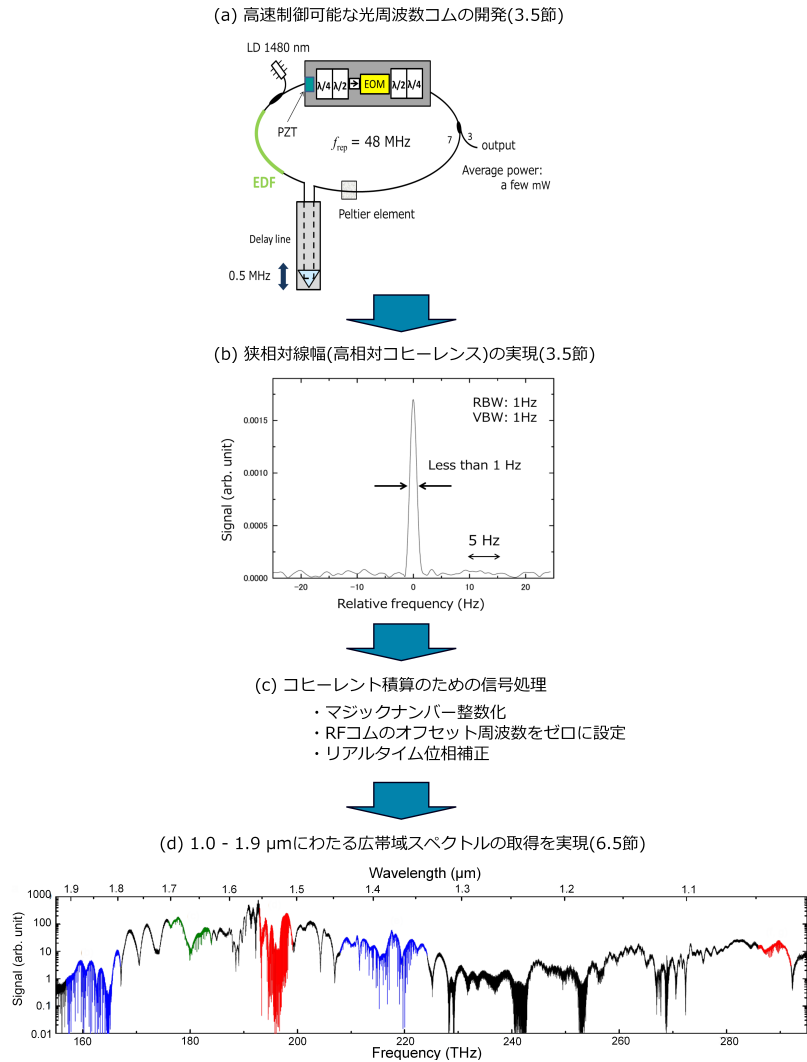 (a) 高速制御可能な光周波数コムの開発(3.5節)
LD 1480 nm
λ/4 λ/2 EOM λ/2 λ/4
PZT
f_rep = 48 MHz
7 3 output
Average power:
a few mW
EDF
Peltier element
Delay line
0.5 MHz
(b) 狭相対線幅(高相対コヒーレンス)の実現(3.5節)
RBW: 1Hz
VBW: 1Hz
Less than 1 Hz
5 Hz
Signal (arb. unit)
0.0015
0.0010
0.0005
0.0000
−20 −10 0 10 20
Relative frequency (Hz)
(c) コヒーレント積算のための信号処理
・マジックナンバー整数化
・RFコムのオフセット周波数をゼロに設定
・リアルタイム位相補正
(d) 1.0 - 1.9 μmにわたる広帯域スペクトルの取得を実現(6.5節)
Wavelength (μm)
1.9 1.8 1.7 1.6 1.5 1.4 1.3 1.2 1.1
Signal (arb. unit)
1000
100
10
1
0.1
0.01
160 180 200 220 240 260 280
Frequency (THz)